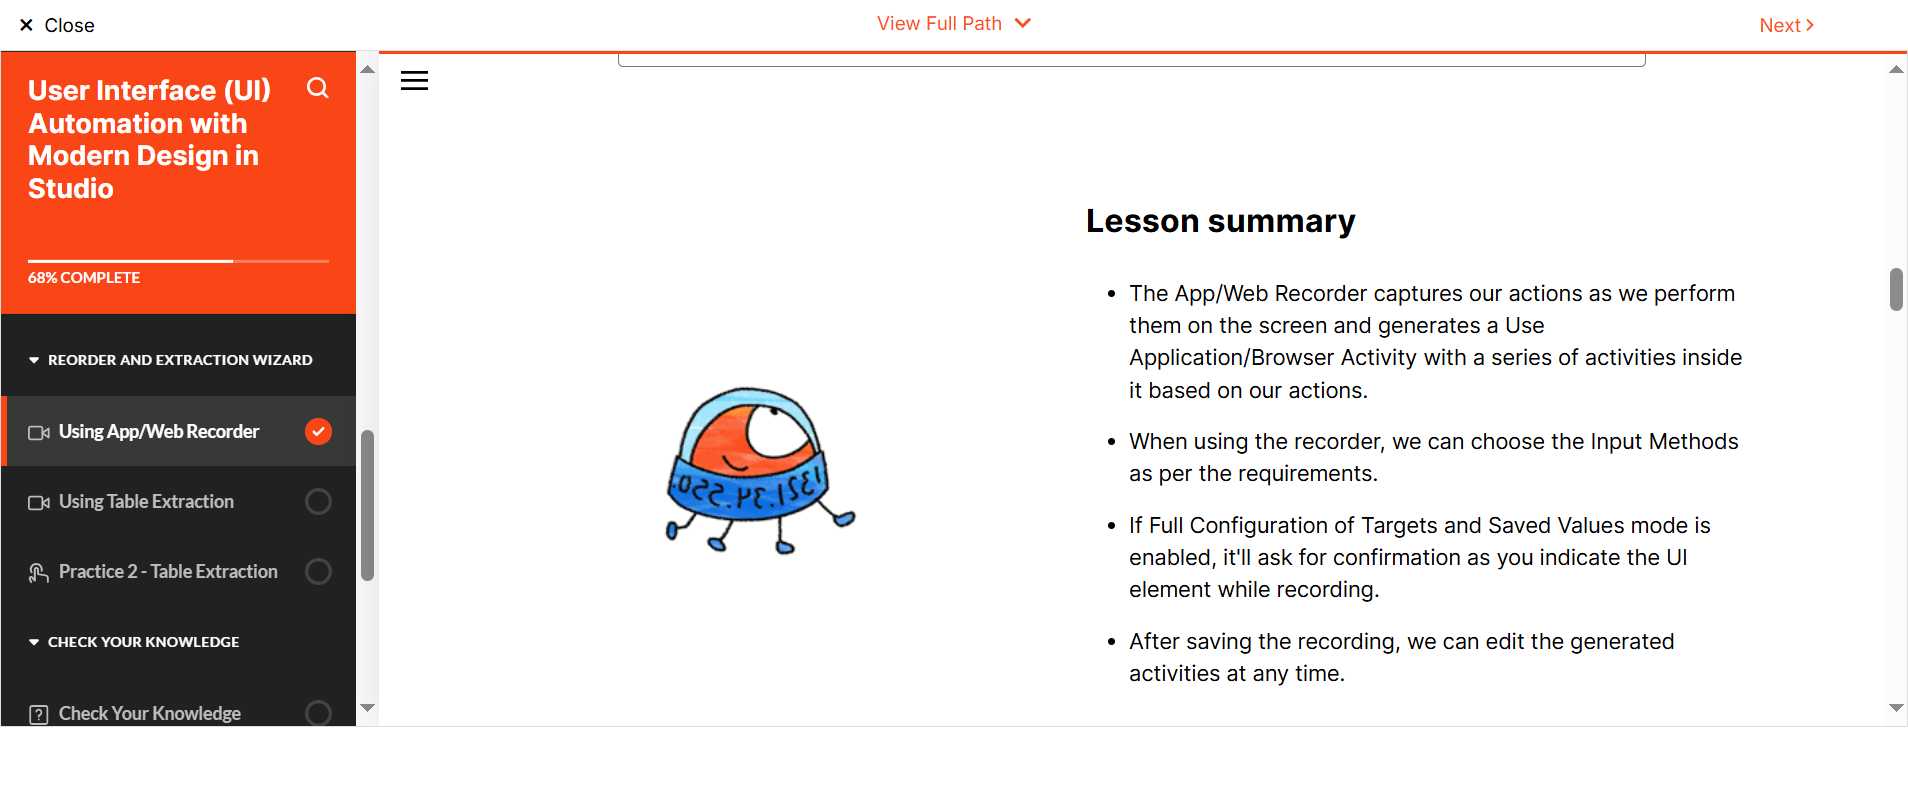 Close
View Full Path
Next
User Interface (UI)
Automation with
Modern Design in
Studio
68% COMPLETE
REORDER AND EXTRACTION WIZARD
Using App/Web Recorder
Using Table Extraction
Practice 2 - Table Extraction
CHECK YOUR KNOWLEDGE
Check Your Knowledge
Lesson summary
• The App/Web Recorder captures our actions as we perform
them on the screen and generates a Use
Application/Browser Activity with a series of activities inside
it based on our actions.
• When using the recorder, we can choose the Input Methods
as per the requirements.
• If Full Configuration of Targets and Saved Values mode is
enabled, it'll ask for confirmation as you indicate the UI
element while recording.
• After saving the recording, we can edit the generated
activities at any time.